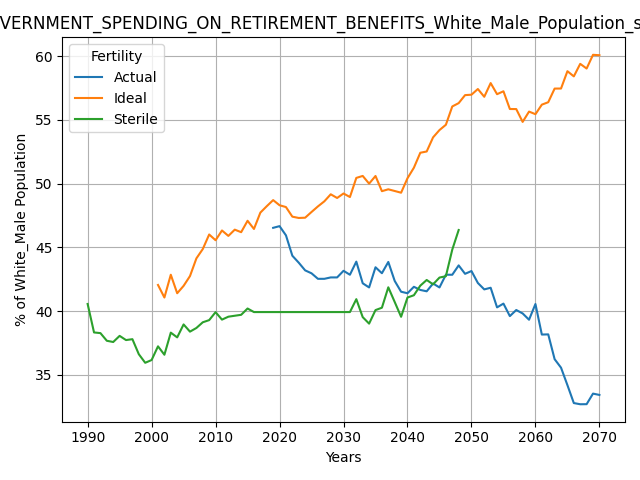 VERNMENT_SPENDING_ON_RETIREMENT_BENEFITS_White_Male_Population_s
Fertility
Actual
Ideal
Sterile
% of White_Male Population
60
55
50
45
40
35
1990 2000 2010 2020 2030 2040 2050 2060 2070
Years